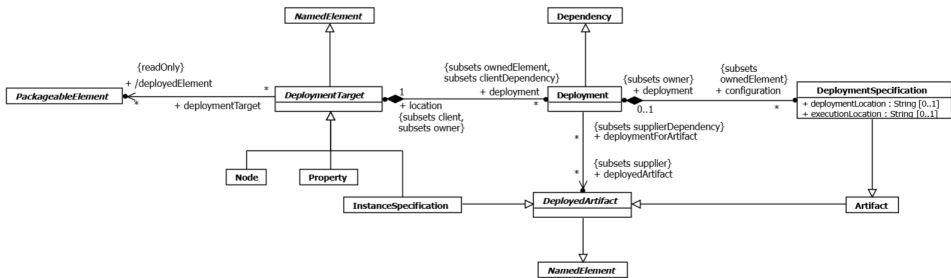 NamedElement
Dependency
{readOnly}
+ /deployedElement
*
*
PackageableElement
+ deploymentTarget
DeploymentTarget
1
+ location
{subsets client,
subsets owner}
{subsets ownedElement,
subsets clientDependency}
+ deployment
*
Deployment
{subsets owner}
+ deployment
0..1
{subsets
ownedElement}
+ configuration
*
DeploymentSpecification
+ deploymentLocation : String [0..1]
+ executionLocation : String [0..1]
{subsets supplierDependency}
+ deploymentForArtifact
*
{subsets supplier}
+ deployedArtifact
*
Node
Property
InstanceSpecification
DeployedArtifact
Artifact
NamedElement